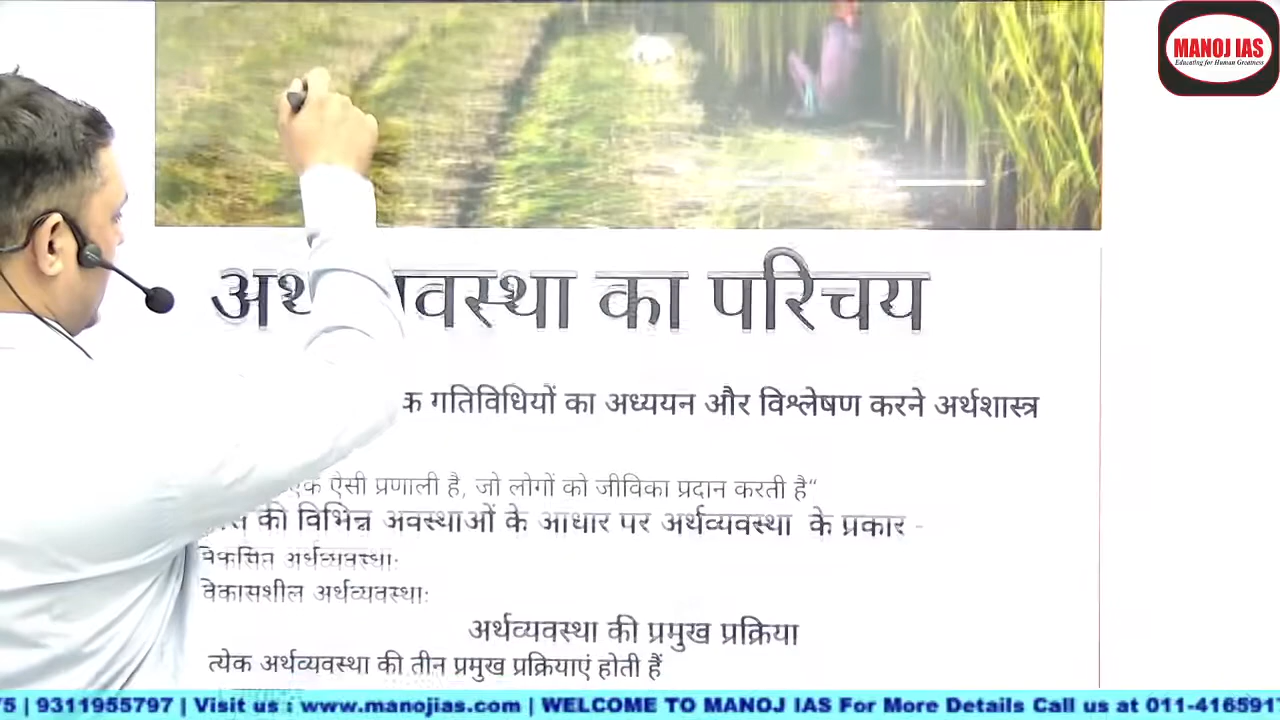 MANOJ IAS
Educating for Human Greatness
का परिचय
गतिविधियों का अध्ययन और विश्लेषण करने अर्थशास्त्र
एक ऐसी प्रणाली है, जो लोगों को जीविका प्रदान करती है“
की विभिन्न अवस्थाओं के आधार पर अर्थव्यवस्था के प्रकार -
विकसित अर्थव्यवस्था:
वेकासशील अर्थव्यवस्था:
अर्थव्यवस्था की प्रमुख प्रक्रिया
त्येक अर्थव्यवस्था की तीन प्रमुख प्रक्रियाएं होती हैं
75 | 9311955797 | Visit us : www.manojias.com | WELCOME TO MANOJ IAS For More Details Call us at 011-416591